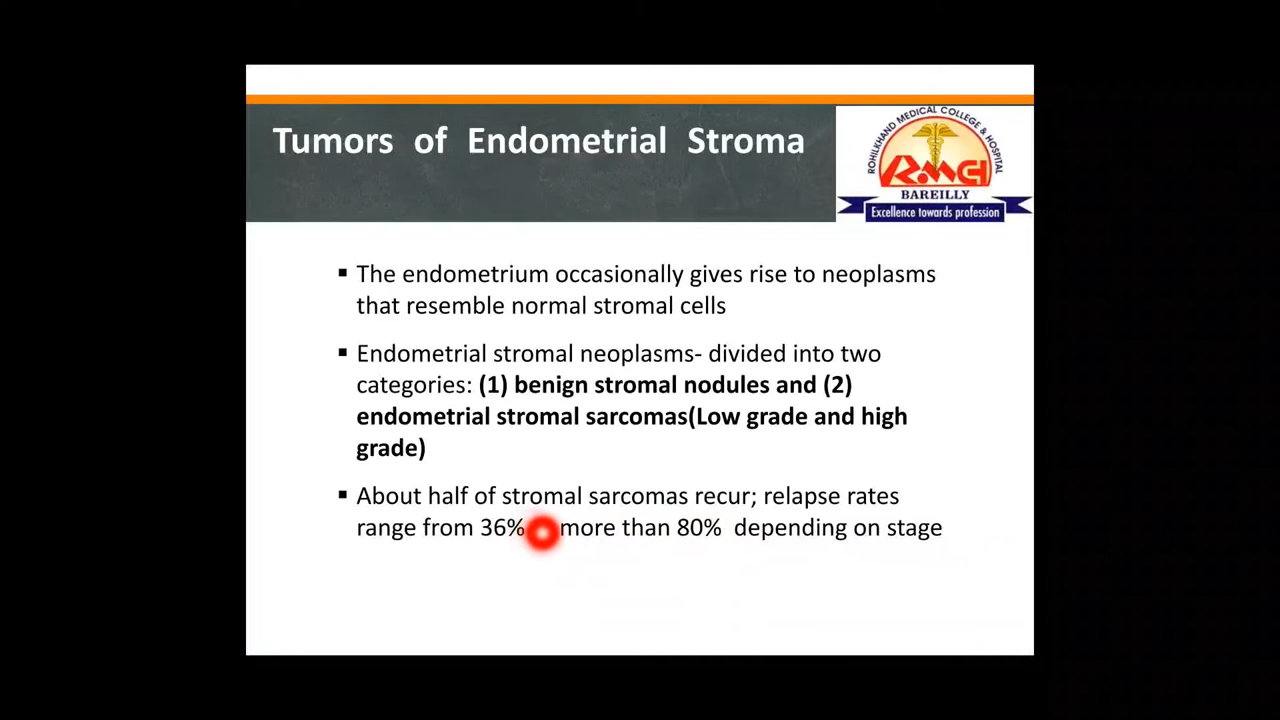 Tumors of Endometrial Stroma
ROHILKHAND MEDICAL COLLEGE & HOSPITAL
RMCH
BAREILLY
Excellence towards profession
▪ The endometrium occasionally gives rise to neoplasms
that resemble normal stromal cells
▪ Endometrial stromal neoplasms- divided into two
categories: (1) benign stromal nodules and (2)
endometrial stromal sarcomas(Low grade and high
grade)
▪ About half of stromal sarcomas recur; relapse rates
range from 36% more than 80% depending on stage